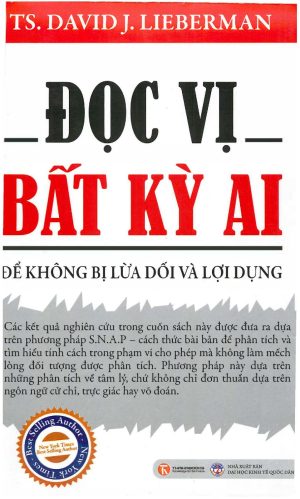 TS. DAVID J. LIEBERMAN
ĐỌC VỊ
BẤT KỲ AI
ĐỂ KHÔNG BỊ LỪA DỐI VÀ LỢI DỤNG
Các kết quả nghiên cứu trong cuốn sách này được đưa ra dựa
trên phương pháp S.N.A.P – cách thức bài bản để phân tích và
tìm hiểu tính cách trong phạm vi cho phép mà không làm mếch
lòng đối tượng được phân tích. Phương pháp này dựa trên
những phân tích về tâm lý, chứ không chỉ đơn thuần dựa trên
ngôn ngữ cử chỉ, trực giác hay võ đoán.
Best Selling Author
New York Times
Best Selling Author
New York Times
THAIHABOOKS
NHÀ XUẤT BẢN
ĐẠI HỌC KINH TẾ QUỐC DÂN